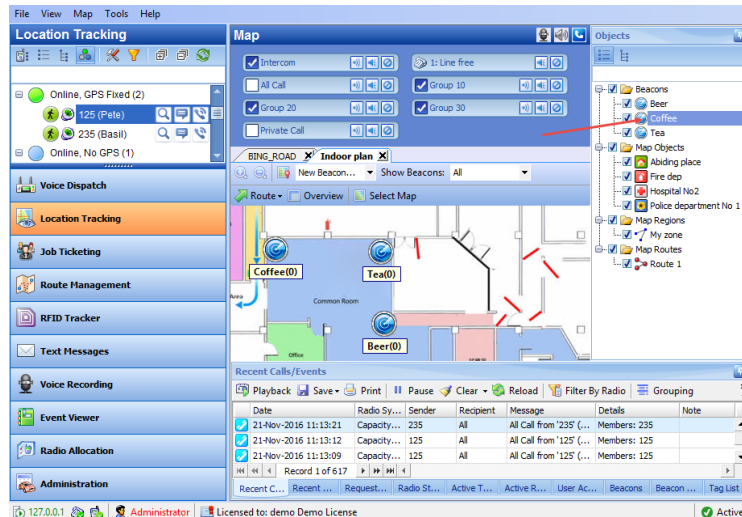 File View Map Tools Help
Location Tracking
Online, GPS Fixed (2)
125 (Pete)
235 (Basil)
Online, No GPS (1)
Voice Dispatch
Location Tracking
Job Ticketing
Route Management
RFID Tracker
Text Messages
Voice Recording
Event Viewer
Radio Allocation
Administration
Map
Intercom 1: Line free
All Call Group 10
Group 20 Group 30
Private Call
BING_ROAD X Indoor plan X
New Beacon... Show Beacons: All
Route Overview Select Map
Coffee(0) Tea(0)
Area
Common Room
Beer(0)
Office
Objects
Beacons
Beer
Coffee
Tea
Map Objects
Abiding place
Fire dep
Hospital No2
Police department No 1
Map Regions
My zone
Map Routes
Route 1
Recent Calls/Events
Playback Save Print Pause Clear Reload Filter By Radio Grouping
Date Radio Sy... Sender Recipient Message Details Note
21-Nov-2016 11:13:21 Capacity... 235 All All Call from '235' (... Members: 235
21-Nov-2016 11:13:12 Capacity... 125 All All Call from '125' (... Members: 125
21-Nov-2016 11:13:09 Capacity... 125 All All Call from '125' (... Members: 125
Record 1 of 617
Recent C... Recent ... Request... Radio St... Active T... Active R... User Ac... Beacons Beacon ... Tag List
127.0.0.1 Administrator Licensed to: demo Demo License Active